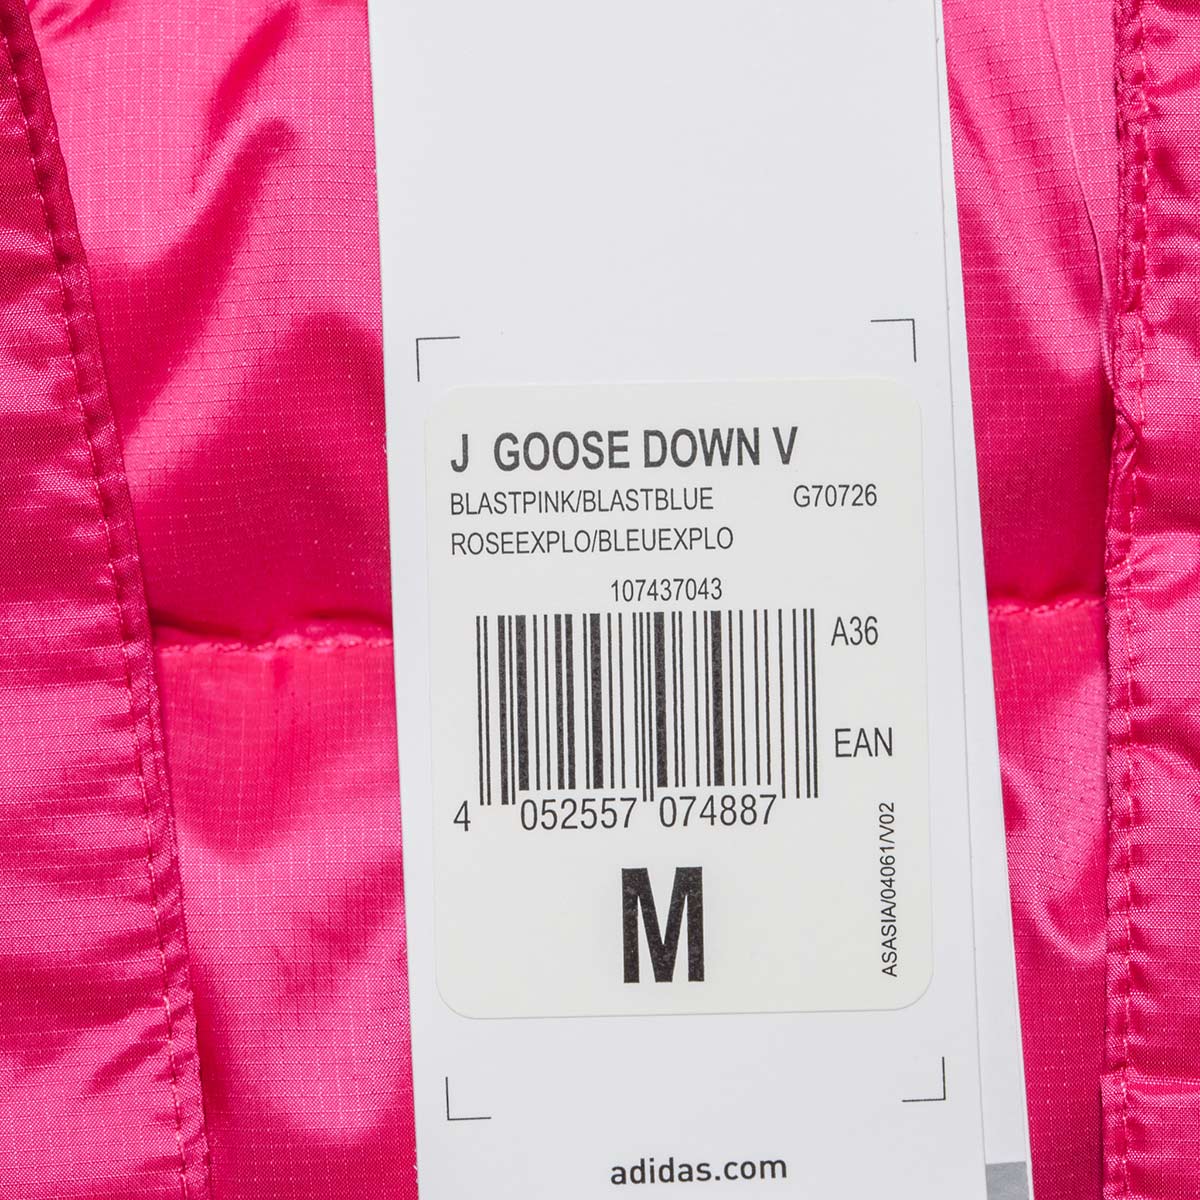 J GOOSE DOWN V
BLASTPINK/BLASTBLUE G70726
ROSEEXPLO/BLEUEXPLO
107437043
A36
EAN
4 052557 074887
ASASIA/04061/V02
M
adidas.com